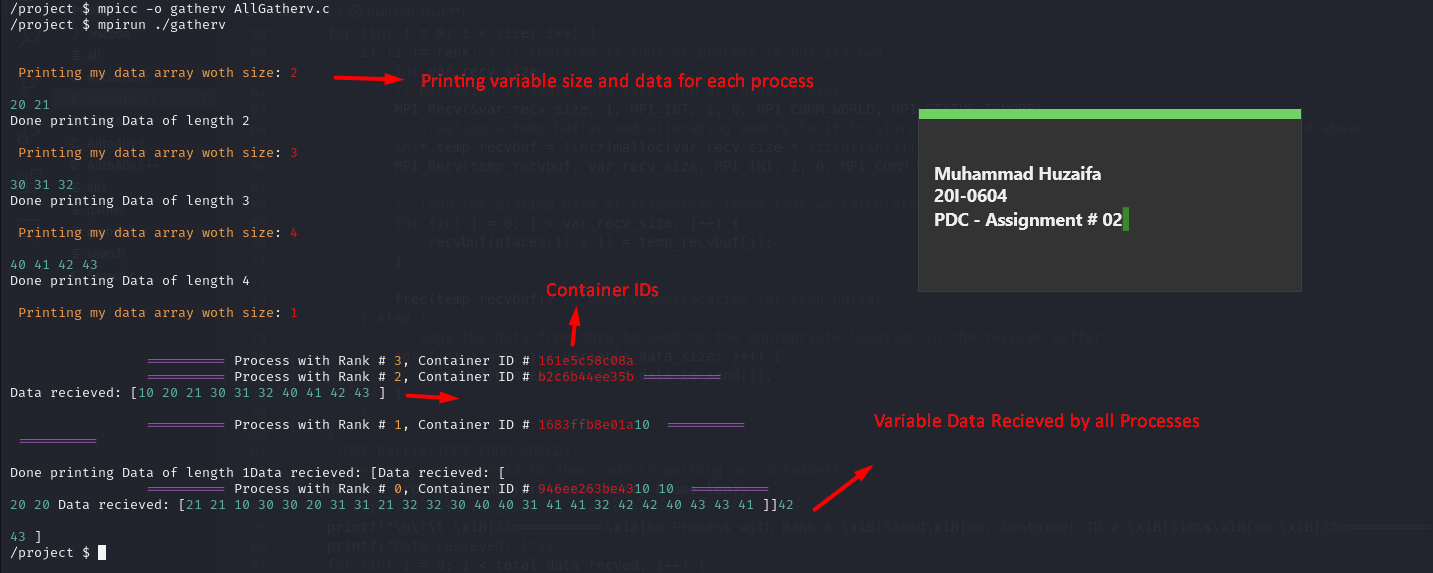 /project $ mpicc -o gatherv AllGatherv.c
/project $ mpirun ./gatherv
Printing my data array woth size: 2
Printing variable size and data for each process
20 21
Done printing Data of length 2
Printing my data array woth size: 3
30 31 32
Done printing Data of length 3
Printing my data array woth size: 4
40 41 42 43
Done printing Data of length 4
Printing my data array woth size: 1
Muhammad Huzaifa
20I-0604
PDC - Assignment # 02
Container IDs
========== Process with Rank # 3, Container ID # 161e5c58c08a
========== Process with Rank # 2, Container ID # b2c6b44ee35b ==========
Data recieved: [10 20 21 30 31 32 40 41 42 43 ]
========== Process with Rank # 1, Container ID # 1683ffb8e01a10 ==========
==========
Variable Data Recieved by all Processes
Done printing Data of length 1Data recieved: [Data recieved: [
========== Process with Rank # 0, Container ID # 946ee263be4310 10 ==========
20 20 Data recieved: [21 21 10 30 30 20 31 31 21 32 32 30 40 40 31 41 41 32 42 42 40 43 43 41 ]]42
43 ]
/project $